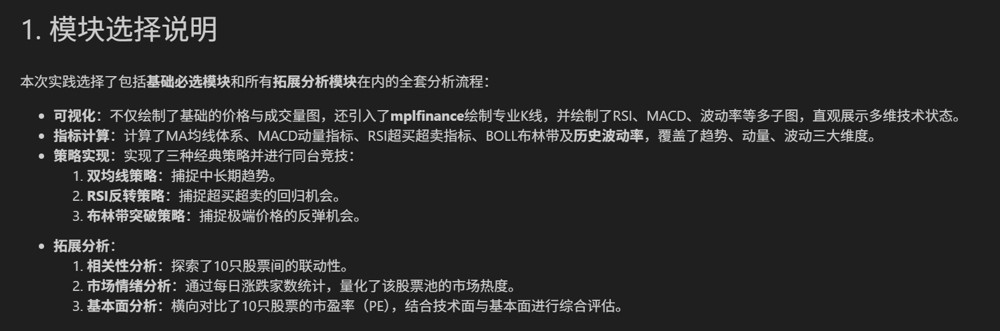 1. 模块选择说明
本次实践选择了包括基础必选模块和所有拓展分析模块在内的全套分析流程：
• 可视化：不仅绘制了基础的价格与成交量图，还引入了mplfinance绘制专业K线，并绘制了RSI、MACD、波动率等多子图，直观展示多维技术状态。
• 指标计算：计算了MA均线体系、MACD动量指标、RSI超买超卖指标、BOLL布林带及历史波动率，覆盖了趋势、动量、波动三大维度。
• 策略实现：实现了三种经典策略并进行同台竞技：
1. 双均线策略：捕捉中长期趋势。
2. RSI反转策略：捕捉超买超卖的回归机会。
3. 布林带突破策略：捕捉极端价格的反弹机会。
• 拓展分析：
1. 相关性分析：探索了10只股票间的联动性。
2. 市场情绪分析：通过每日涨跌家数统计，量化了该股票池的市场热度。
3. 基本面分析：横向对比了10只股票的市盈率（PE），结合技术面与基本面进行综合评估。